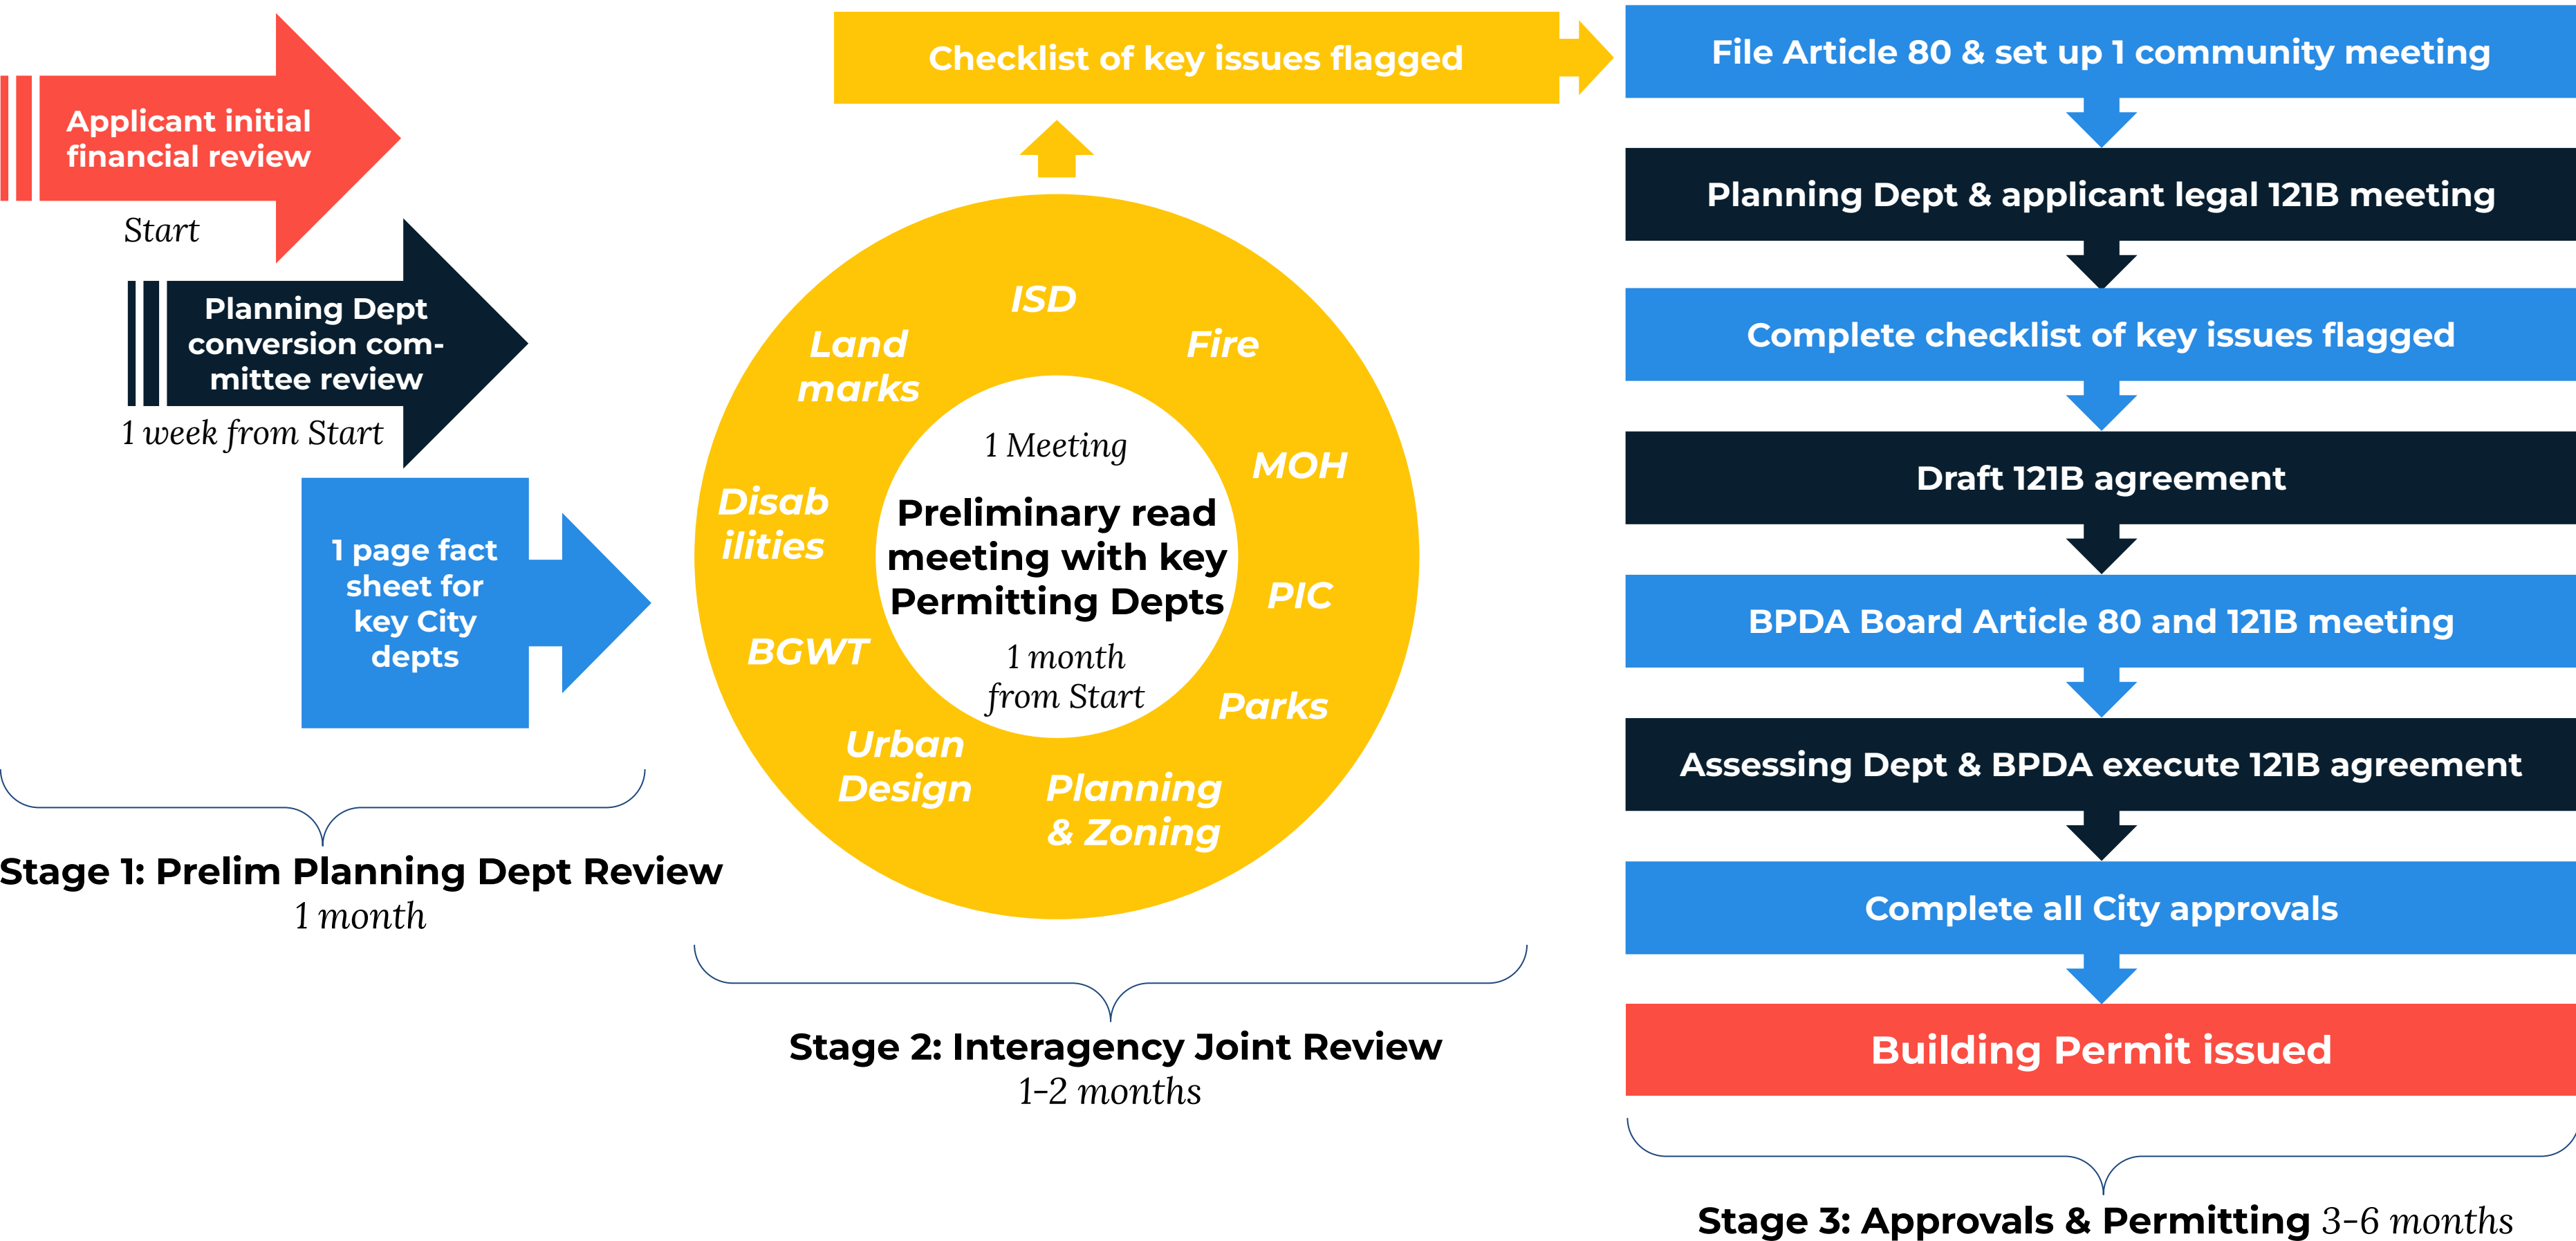 Applicant initial
financial review
Start
Planning Dept
conversion com-
mittee review
1 week from Start
1 page fact
sheet for
key City
depts
Stage 1: Prelim Planning Dept Review
1 month
Checklist of key issues flagged
ISD
Fire
MOH
PIC
Parks
Planning
& Zoning
Urban
Design
BGWT
Disab
ilities
Land
marks
1 Meeting
Preliminary read
meeting with key
Permitting Depts
1 month
from Start
Stage 2: Interagency Joint Review
1-2 months
File Article 80 & set up 1 community meeting
Planning Dept & applicant legal 121B meeting
Complete checklist of key issues flagged
Draft 121B agreement
BPDA Board Article 80 and 121B meeting
Assessing Dept & BPDA execute 121B agreement
Complete all City approvals
Building Permit issued
Stage 3: Approvals & Permitting 3-6 months